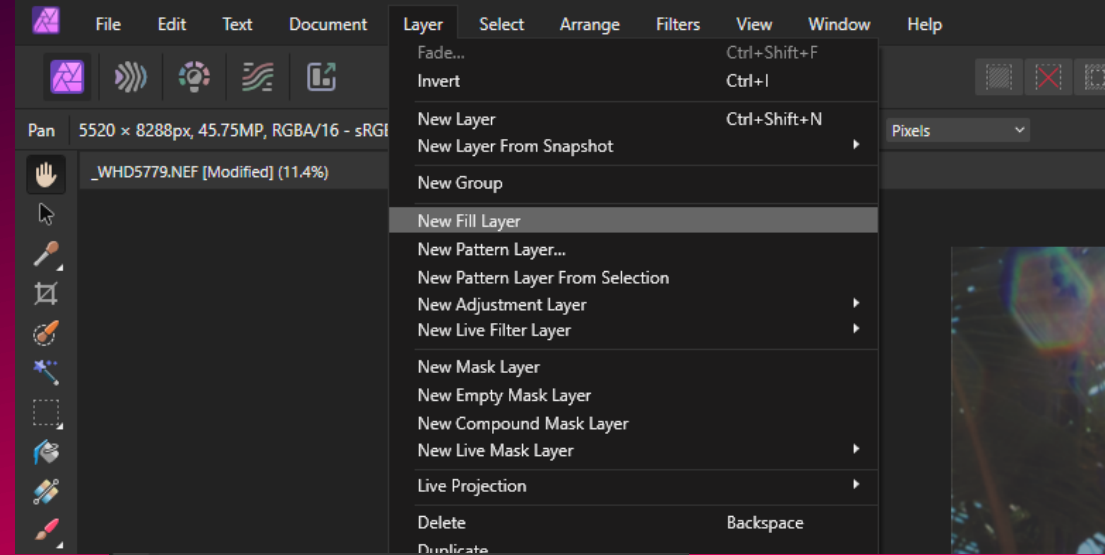 File Edit Text Document Layer Select Arrange Filters View Window Help
Pan 5520 × 8288px, 45.75MP, RGBA/16 - sRGB
Pixels
_WHD5779.NEF [Modified] (11.4%)
Fade... Ctrl+Shift+F
Invert Ctrl+I
New Layer Ctrl+Shift+N
New Layer From Snapshot
New Group
New Fill Layer
New Pattern Layer...
New Pattern Layer From Selection
New Adjustment Layer
New Live Filter Layer
New Mask Layer
New Empty Mask Layer
New Compound Mask Layer
New Live Mask Layer
Live Projection
Delete Backspace
Duplicate